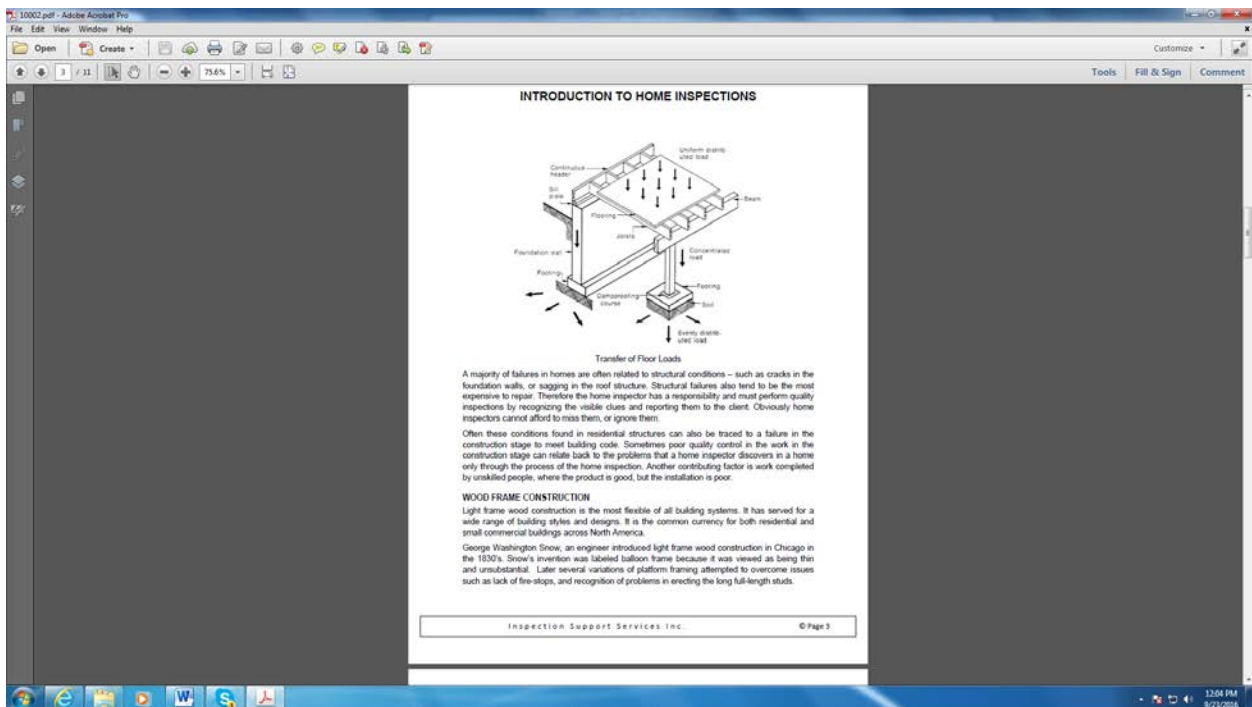 10002.pdf - Adobe Acrobat Pro
File Edit View Window Help
Open Create Customize
3 / 11 75.6% Tools Fill & Sign Comment
INTRODUCTION TO HOME INSPECTIONS
Uniform distrib
uted load
Continuous
header
Sill
plate
Beam
Flooring
Joists
Foundation wall
Concentrated
load
Footing
Footing
Dampproofing
course
Soil
Evenly distrib-
uted load
Transfer of Floor Loads
A majority of failures in homes are often related to structural conditions – such as cracks in the
foundation walls, or sagging in the roof structure. Structural failures also tend to be the most
expensive to repair. Therefore the home inspector has a responsibility and must perform quality
inspections by recognizing the visible clues and reporting them to the client. Obviously home
inspectors cannot afford to miss them, or ignore them.
Often these conditions found in residential structures can also be traced to a failure in the
construction stage to meet building code. Sometimes poor quality control in the work in the
construction stage can relate back to the problems that a home inspector discovers in a home
only through the process of the home inspection. Another contributing factor is work completed
by unskilled people, where the product is good, but the installation is poor.
WOOD FRAME CONSTRUCTION
Light frame wood construction is the most flexible of all building systems. It has served for a
wide range of building styles and designs. It is the common currency for both residential and
small commercial buildings across North America.
George Washington Snow, an engineer introduced light frame wood construction in Chicago in
the 1830's. Snow's invention was labeled balloon frame because it was viewed as being thin
and unsubstantial. Later several variations of platform framing attempted to overcome issues
such as lack of fire-stops, and recognition of problems in erecting the long full-length studs.
Inspection Support Services Inc. © Page 3
12:04 PM
9/23/2016